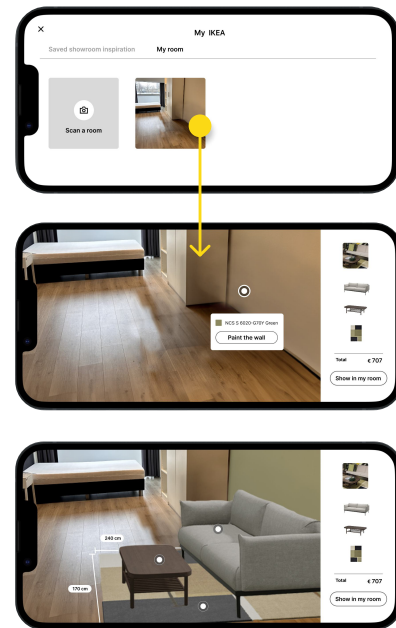 My IKEA
Saved showroom inspiration My room
Scan a room
NCS S 6020-G70Y Green
Paint the wall
Total € 707
Show in my room
240 cm
170 cm
Total € 707
Show in my room